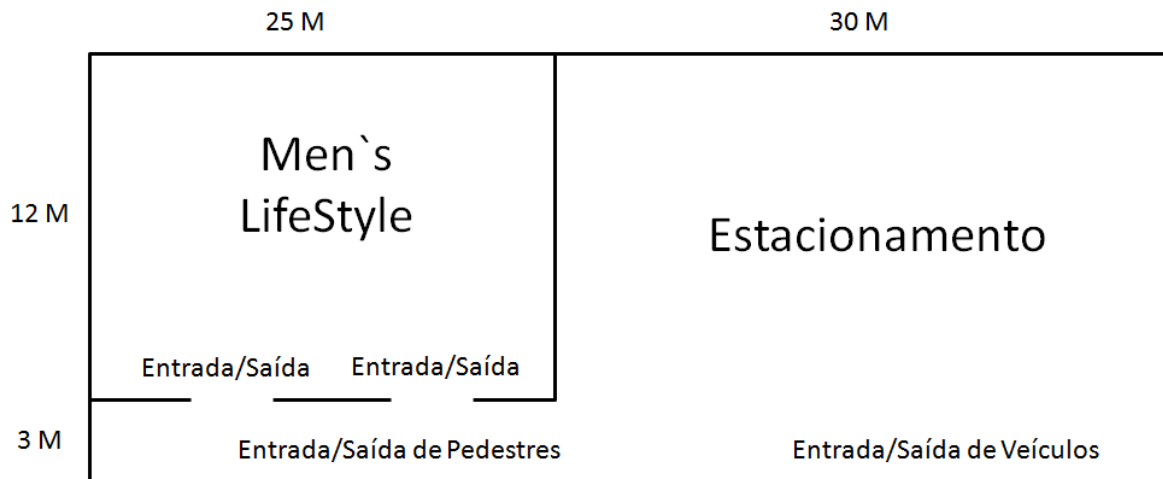 25 M
30 M
Men`s
LifeStyle
12 M
Estacionamento
Entrada/Saída
Entrada/Saída
3 M
Entrada/Saída de Pedestres
Entrada/Saída de Veículos